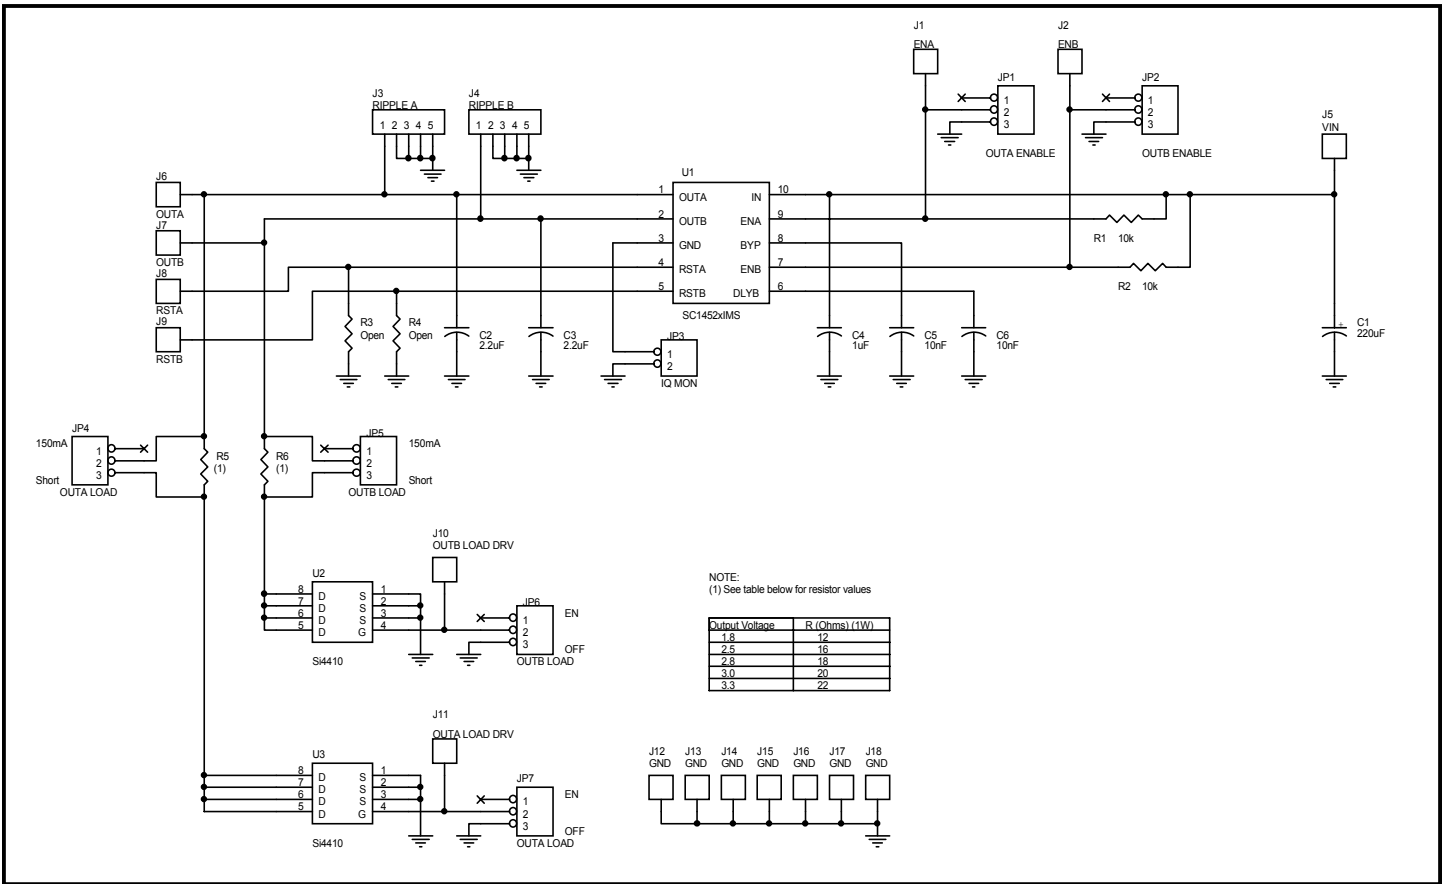 J1
ENA
J2
ENB
JP1
1
2
3
OUTA ENABLE
JP2
1
2
3
OUTB ENABLE
J5
VIN
J3
RIPPLE A
1 2 3 4 5
J4
RIPPLE B
1 2 3 4 5
J6
OUTA
J7
OUTB
J8
RSTA
J9
RSTB
U1
1 OUTA IN 10
2 OUTB ENA 9
3 GND BYP 8
4 RSTA ENB 7
5 RSTB DLYB 6
SC1452xIMS
R1 10k
R2 10k
R3
Open
R4
Open
C2
2.2uF
C3
2.2uF
JP3
1
2
IQ MON
C4
1uF
C5
10nF
C6
10nF
+
C1
220uF
JP4
150mA
1
2
3
Short
OUTA LOAD
R5
(1)
R6
(1)
JP5
150mA
1
2
3
Short
OUTB LOAD
J10
OUTB LOAD DRV
U2
8 D S 1
7 D S 2
6 D S 3
5 D G 4
Si4410
JP6
EN
1
2
3
OFF
OUTB LOAD
NOTE:
(1) See table below for resistor values
Output Voltage R (Ohms) (1W)
1.8 12
2.5 16
2.8 18
3.0 20
3.3 22
J11
OUTA LOAD DRV
U3
8 D S 1
7 D S 2
6 D S 3
5 D G 4
Si4410
JP7
EN
1
2
3
OFF
OUTA LOAD
J12 J13 J14 J15 J16 J17 J18
GND GND GND GND GND GND GND